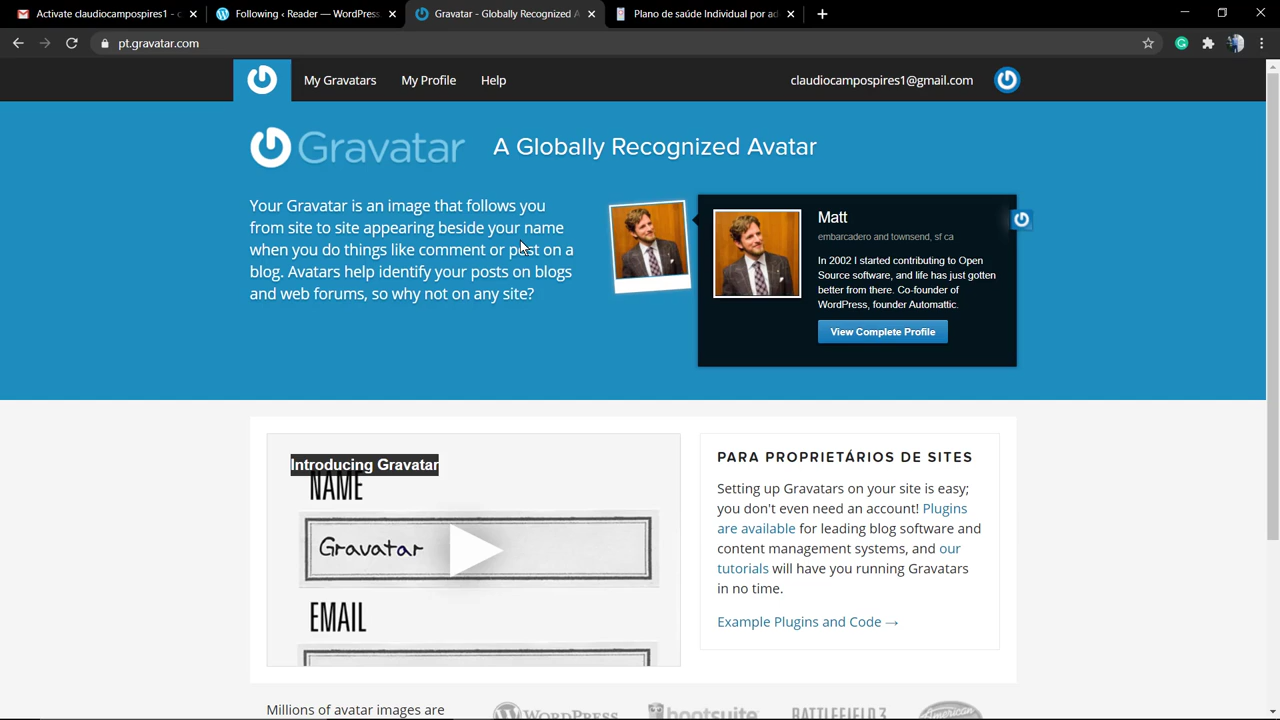 Activate claudiocampospires1 - c
Following ‹ Reader — WordPress.
Gravatar - Globally Recognized A
Plano de saúde Individual por ad
pt.gravatar.com
My Gravatars
My Profile
Help
claudiocampospires1@gmail.com
Gravatar
A Globally Recognized Avatar
Your Gravatar is an image that follows you
from site to site appearing beside your name
when you do things like comment or post on a
blog. Avatars help identify your posts on blogs
and web forums, so why not on any site?
Matt
embarcadero and townsend, sf ca
In 2002 I started contributing to Open
Source software, and life has just gotten
better from there. Co-founder of
WordPress, founder Automattic.
View Complete Profile
Introducing Gravatar
NAME
Gravatar
EMAIL
PARA PROPRIETÁRIOS DE SITES
Setting up Gravatars on your site is easy;
you don't even need an account! Plugins
are available for leading blog software and
content management systems, and our
tutorials will have you running Gravatars
in no time.
Example Plugins and Code →
Millions of avatar images are
WORDPRESS
hootsuite
BATTLEFIELD 3
American